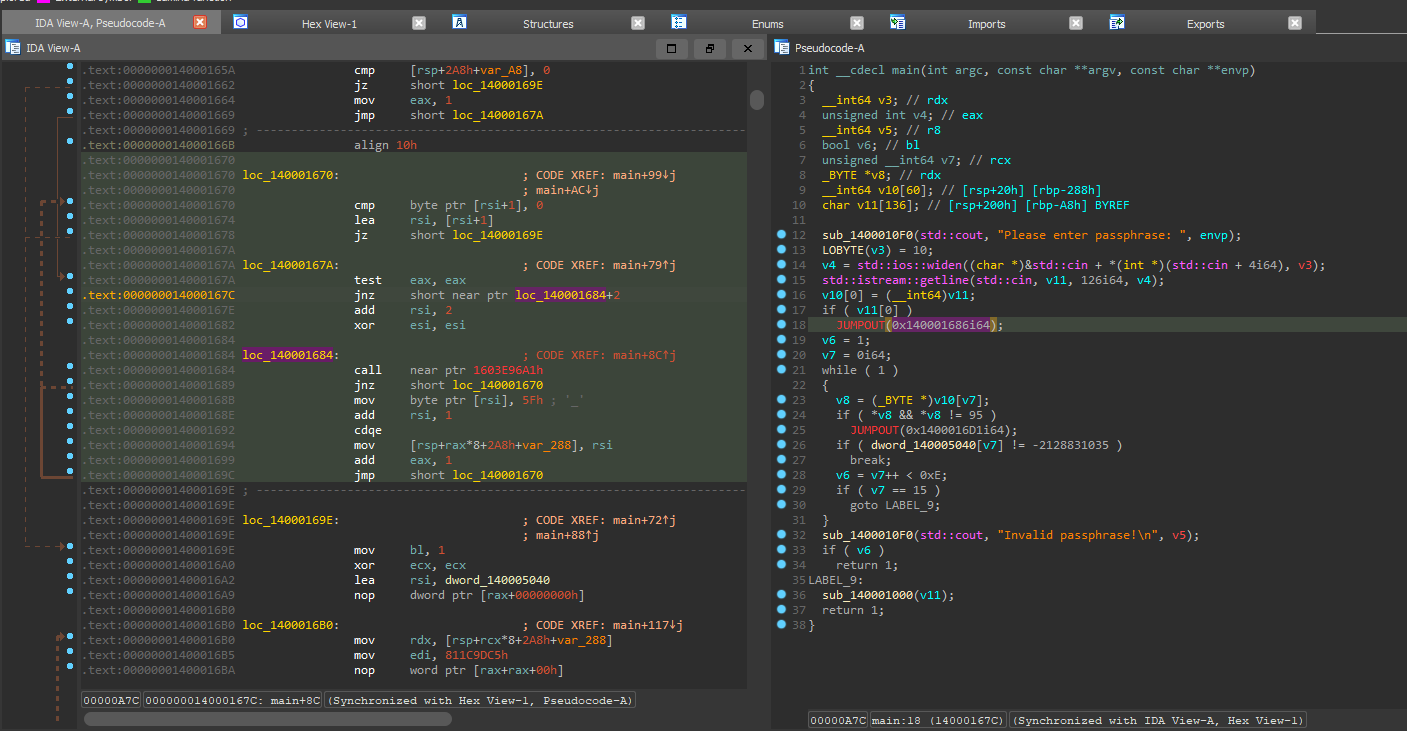 IDA View-A, Pseudocode-A
Hex View-1
Structures
Enums
Imports
Exports
IDA View-A
.text:000000014000165A cmp [rsp+2A8h+var_A8], 0
.text:0000000140001662 jz short loc_14000169E
.text:0000000140001664 mov eax, 1
.text:0000000140001669 jmp short loc_14000167A
.text:0000000140001669 ; ---------------------------------------------------------------------------
.text:000000014000166B align 10h
.text:0000000140001670
.text:0000000140001670 loc_140001670: ; CODE XREF: main+99↓j
.text:0000000140001670 ; main+AC↓j
.text:0000000140001670 cmp byte ptr [rsi+1], 0
.text:0000000140001674 lea rsi, [rsi+1]
.text:0000000140001678 jz short loc_14000169E
.text:000000014000167A
.text:000000014000167A loc_14000167A: ; CODE XREF: main+79↑j
.text:000000014000167A test eax, eax
.text:000000014000167C jnz short near ptr loc_140001684+2
.text:000000014000167E add rsi, 2
.text:0000000140001682 xor esi, esi
.text:0000000140001684
.text:0000000140001684 loc_140001684: ; CODE XREF: main+8C↑j
.text:0000000140001684 call near ptr 1603E96A1h
.text:0000000140001689 jnz short loc_140001670
.text:000000014000168B mov byte ptr [rsi], 5Fh ; '_'
.text:000000014000168E add rsi, 1
.text:0000000140001692 cdqe
.text:0000000140001694 mov [rsp+rax*8+2A8h+var_288], rsi
.text:0000000140001699 add eax, 1
.text:000000014000169C jmp short loc_140001670
.text:000000014000169E ; ---------------------------------------------------------------------------
.text:000000014000169E
.text:000000014000169E loc_14000169E: ; CODE XREF: main+72↑j
.text:000000014000169E ; main+88↑j
.text:000000014000169E mov bl, 1
.text:00000001400016A0 xor ecx, ecx
.text:00000001400016A2 lea rsi, dword_140005040
.text:00000001400016A9 nop dword ptr [rax+00000000h]
.text:00000001400016B0
.text:00000001400016B0 loc_1400016B0: ; CODE XREF: main+117↓j
.text:00000001400016B0 mov rdx, [rsp+rcx*8+2A8h+var_288]
.text:00000001400016B5 mov edi, 811C9DC5h
.text:00000001400016BA nop word ptr [rax+rax+00h]
00000A7C 000000014000167C: main+8C (Synchronized with Hex View-1, Pseudocode-A)
Pseudocode-A
1 int __cdecl main(int argc, const char **argv, const char **envp)
2 {
3 __int64 v3; // rdx
4 unsigned int v4; // eax
5 __int64 v5; // r8
6 bool v6; // bl
7 unsigned __int64 v7; // rcx
8 _BYTE *v8; // rdx
9 __int64 v10[60]; // [rsp+20h] [rbp-288h]
10 char v11[136]; // [rsp+200h] [rbp-A8h] BYREF
11
12 sub_1400010F0(std::cout, "Please enter passphrase: ", envp);
13 LOBYTE(v3) = 10;
14 v4 = std::ios::widen((char *)&std::cin + *(int *)(std::cin + 4i64), v3);
15 std::istream::getline(std::cin, v11, 126i64, v4);
16 v10[0] = (__int64)v11;
17 if ( v11[0] )
18 JUMPOUT(0x140001686i64);
19 v6 = 1;
20 v7 = 0i64;
21 while ( 1 )
22 {
23 v8 = (_BYTE *)v10[v7];
24 if ( *v8 && *v8 != 95 )
25 JUMPOUT(0x1400016D1i64);
26 if ( dword_140005040[v7] != -2128831035 )
27 break;
28 v6 = v7++ < 0xE;
29 if ( v7 == 15 )
30 goto LABEL_9;
31 }
32 sub_1400010F0(std::cout, "Invalid passphrase!\n", v5);
33 if ( v6 )
34 return 1;
35 LABEL_9:
36 sub_140001000(v11);
37 return 1;
38 }
00000A7C main:18 (14000167C) (Synchronized with IDA View-A, Hex View-1)